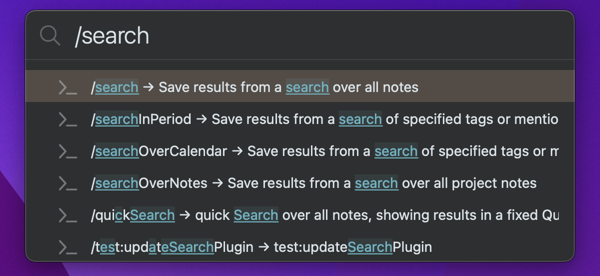 /search
/search → Save results from a search over all notes
/searchInPeriod → Save results from a search of specified tags or mentio
/searchOverCalendar → Save results from a search of specified tags or m
/searchOverNotes → Save results from a search over all project notes
/quickSearch → quick Search over all notes, showing results in a fixed Qu
/test:updateSearchPlugin → test:updateSearchPlugin